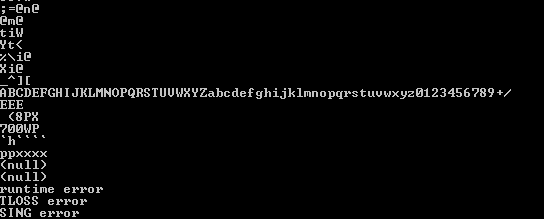 ;=@n@
@m@
tiW
Yt<
%\i@
Xi@
_^][
ABCDEFGHIJKLMNOPQRSTUVWXYZabcdefghijklmnopqrstuvwxyz0123456789+/
EEE
(8PX
700WP
`h````
ppxxxx
(null)
(null)
runtime error
TLOSS error
SING error